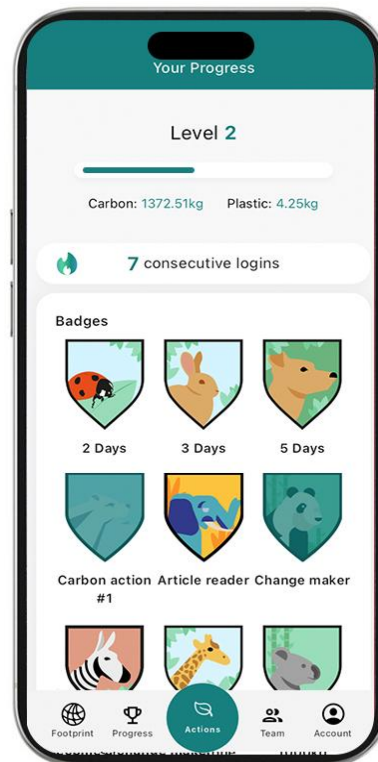 Your Progress
Level 2
Carbon: 1372.51kg Plastic: 4.25kg
7 consecutive logins
Badges
2 Days 3 Days 5 Days
Carbon action #1 Article reader Change maker
Footprint Progress Actions Team Account